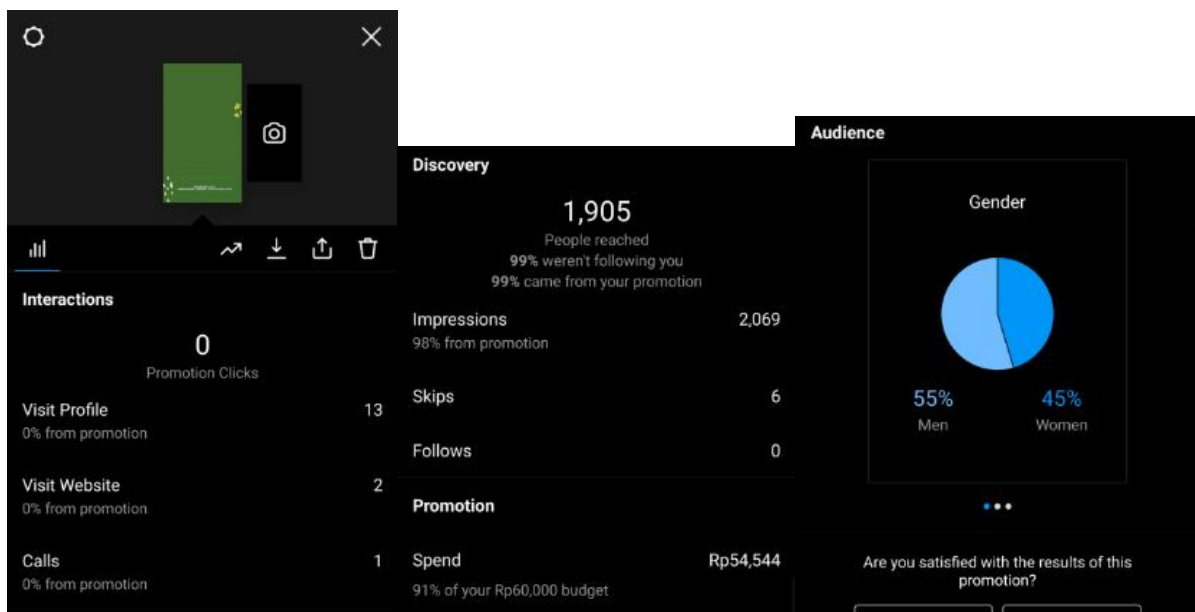 Interactions
0
Promotion Clicks
Visit Profile 13
0% from promotion
Visit Website 2
0% from promotion
Calls 1
0% from promotion
Discovery
1,905
People reached
99% weren't following you
99% came from your promotion
Impressions 2,069
98% from promotion
Skips 6
Follows 0
Promotion
Spend Rp54,544
91% of your Rp60,000 budget
Audience
Gender
55% 45%
Men Women
Are you satisfied with the results of this
promotion?